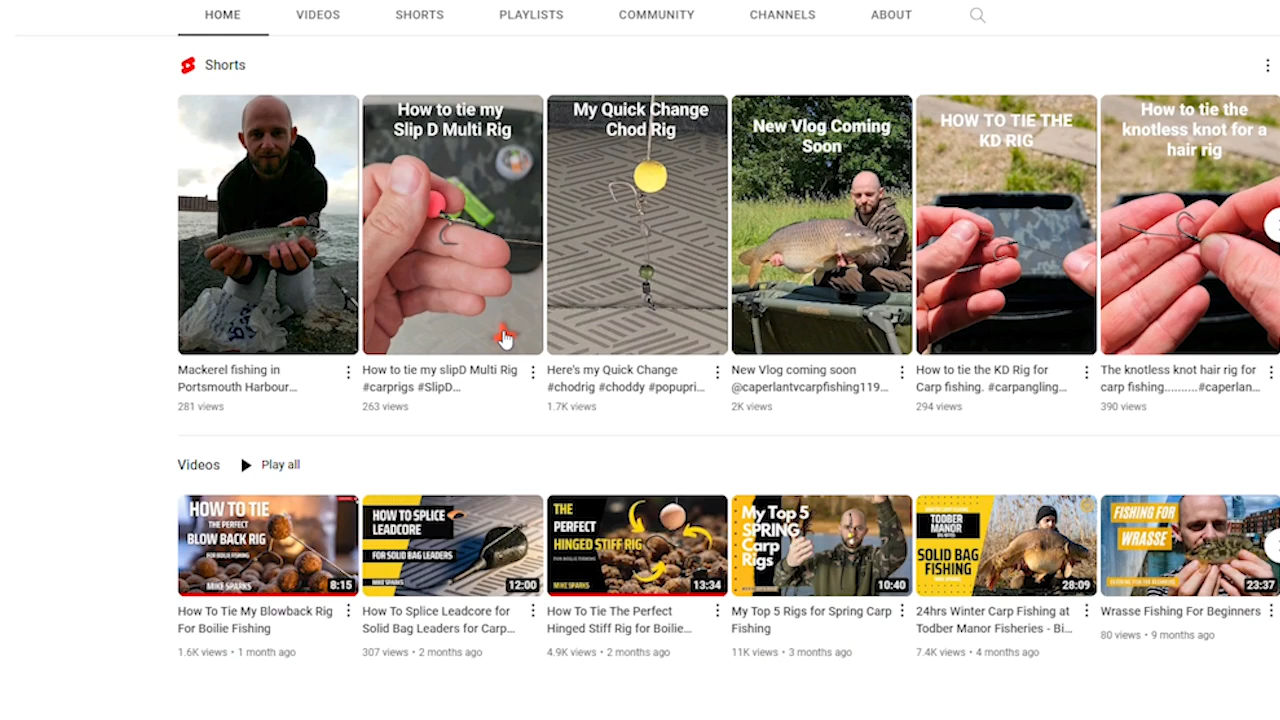 HOME VIDEOS SHORTS PLAYLISTS COMMUNITY CHANNELS ABOUT
Shorts
How to tie my
Slip D Multi Rig
My Quick Change
Chod Rig
New Vlog Coming
Soon
HOW TO TIE THE
KD RIG
How to tie the
knotless knot for a
hair rig
Mackerel fishing in
Portsmouth Harbour...
281 views
How to tie my slipD Multi Rig
#carprigs #SlipD...
263 views
Here's my Quick Change
#chodrig #choddy #popupri...
1.7K views
New Vlog coming soon
@caperlantvcarpfishing119...
2K views
How to tie the KD Rig for
Carp fishing. #carpangling...
294 views
The knotless knot hair rig for
carp fishing..........#caperlan...
390 views
Videos Play all
HOW TO TIE
THE PERFECT
BLOW BACK RIG
FOR BOILIE FISHING
MIKE SPARKS
8:15
HOW TO SPLICE
LEADCORE
FOR SOLID BAG LEADERS
MIKE SPARKS
12:00
THE
PERFECT
HINGED STIFF RIG
FOR BOILIE FISHING
MIKE SPARKS
13:34
My Top 5
SPRING
Carp
Rigs
10:40
TODBER
MANOR
SOLID BAG
FISHING
28:09
FISHING FOR
WRASSE
23:37
How To Tie My Blowback Rig
For Boilie Fishing
1.6K views • 1 month ago
How To Splice Leadcore for
Solid Bag Leaders for Carp...
307 views • 2 months ago
How To Tie The Perfect
Hinged Stiff Rig for Boilie...
4.9K views • 2 months ago
My Top 5 Rigs for Spring Carp
Fishing
11K views • 3 months ago
24hrs Winter Carp Fishing at
Todber Manor Fisheries - Bi...
7.4K views • 4 months ago
Wrasse Fishing For Beginners
80 views • 9 months ago